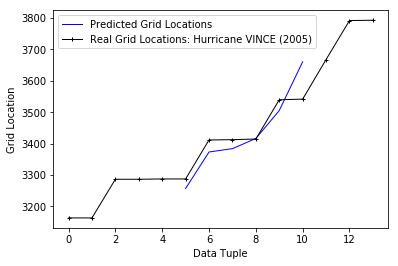 Predicted Grid Locations
Real Grid Locations: Hurricane VINCE (2005)
3800
3700
3600
3500
3400
3300
3200
Grid Location
0 2 4 6 8 10 12
Data Tuple